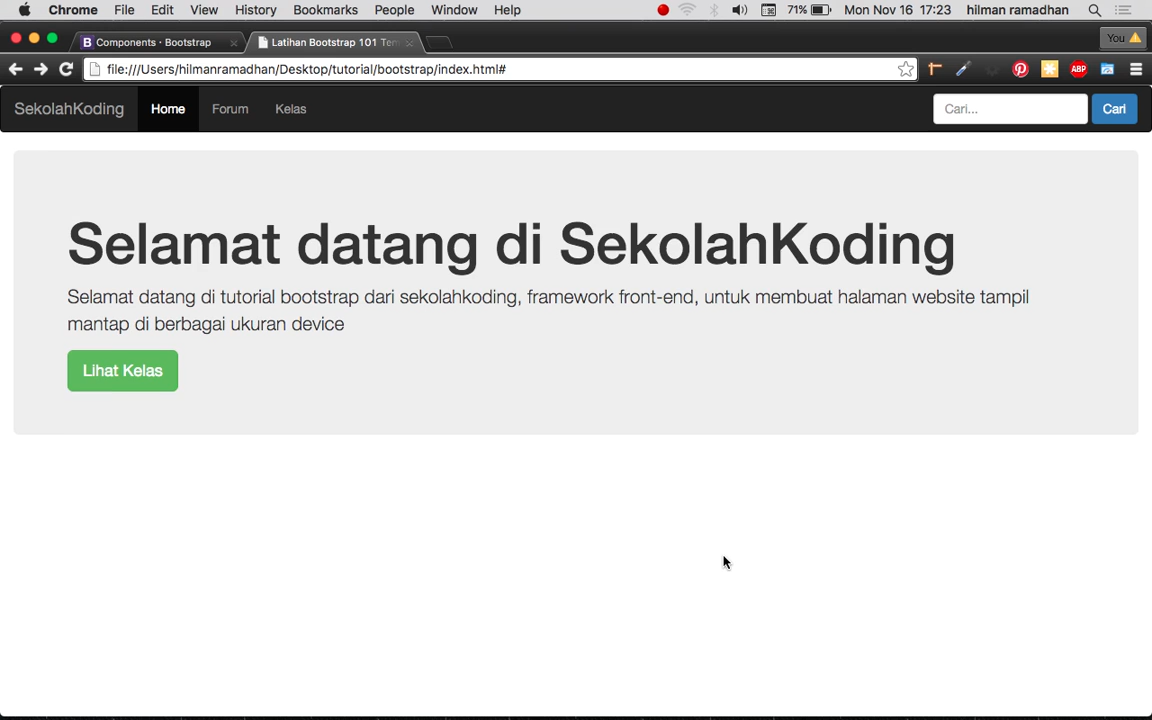 Chrome File Edit View History Bookmarks People Window Help 71% Mon Nov 16 17:23 hilman ramadhan
B Components · Bootstrap Latihan Bootstrap 101 Tem You
file:///Users/hilmanramadhan/Desktop/tutorial/bootstrap/index.html# ABP
SekolahKoding Home Forum Kelas Cari... Cari
Selamat datang di SekolahKoding
Selamat datang di tutorial bootstrap dari sekolahkoding, framework front-end, untuk membuat halaman website tampil
mantap di berbagai ukuran device
Lihat Kelas